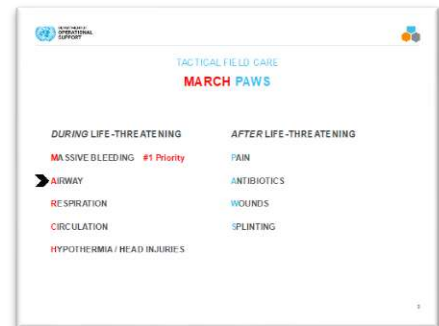 DEPARTMENT OF
OPERATIONAL
SUPPORT
TACTICAL FIELD CARE
MARCH PAWS
DURING LIFE-THREATENING
MASSIVE BLEEDING #1 Priority
AIRWAY
RESPIRATION
CIRCULATION
HYPOTHERMIA / HEAD INJURIES
AFTER LIFE-THREATENING
PAIN
ANTIBIOTICS
WOUNDS
SPLINTING